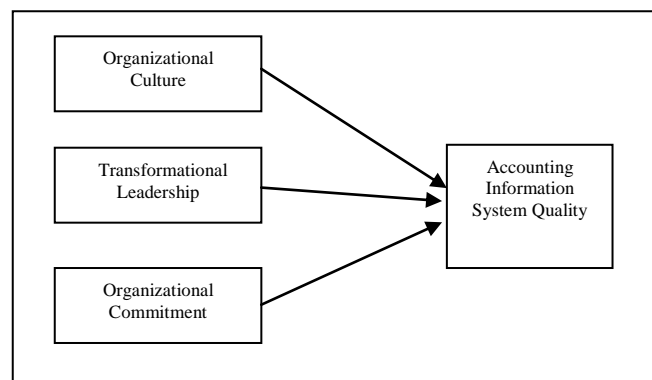 Organizational
Culture
Transformational
Leadership
Organizational
Commitment
Accounting
Information
System Quality